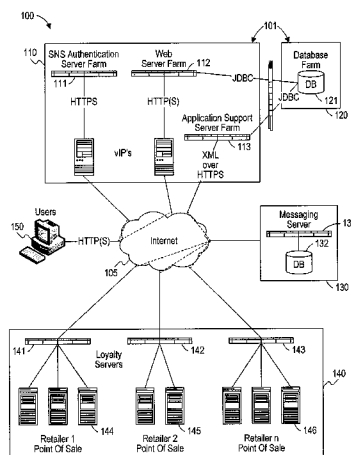 100
101
110
SNS Authentication
Server Farm
111
Web
Server Farm
112
Database
Farm
DB
121
120
JDBC
JDBC
HTTPS
HTTP(S)
Application Support
Server Farm
113
vIP's
XML
over
HTTPS
Users
150
HTTP(S)
Internet
105
Messaging
Server
13
132
DB
130
141
Loyalty
Servers
142
143
140
144
145
146
Retailer 1
Point Of Sale
Retailer 2
Point Of Sale
Retailer n
Point Of Sale